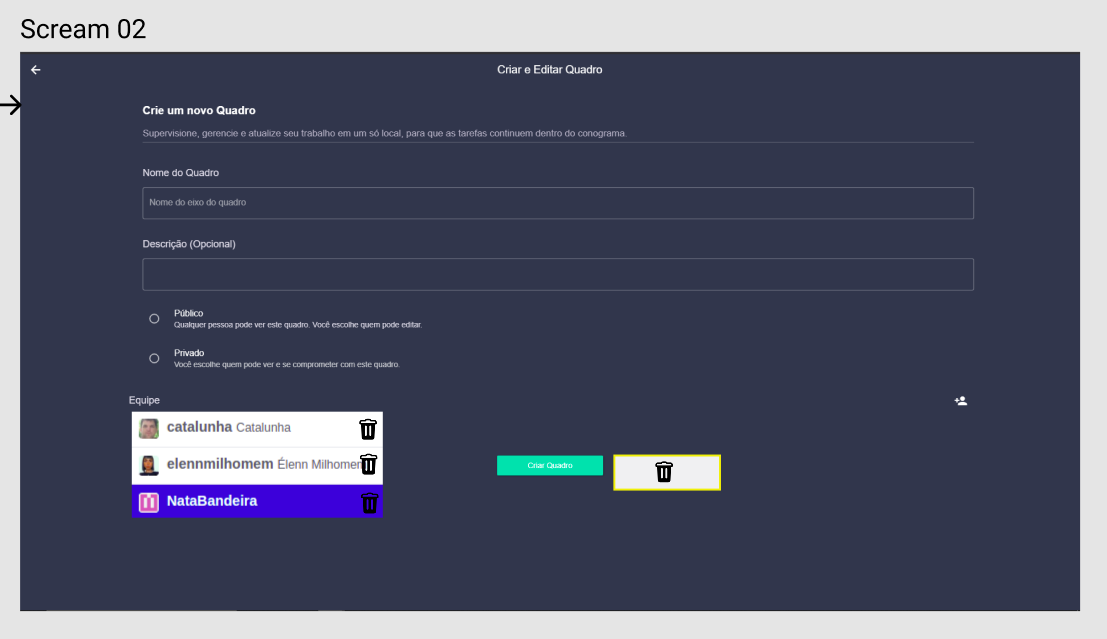 Scream 02
Criar e Editar Quadro
Crie um novo Quadro
Supervisione, gerencie e atualize seu trabalho em um só local, para que as tarefas continuem dentro do conograma.
Nome do Quadro
Nome do eixo do quadro
Descrição (Opcional)
Público
Qualquer pessoa pode ver este quadro. Você escolhe quem pode editar.
Privado
Você escolhe quem pode ver e se comprometer com este quadro.
Equipe
catalunha Catalunha
elennmilhomem Élenn Milhomem
NataBandeira
Criar Quadro